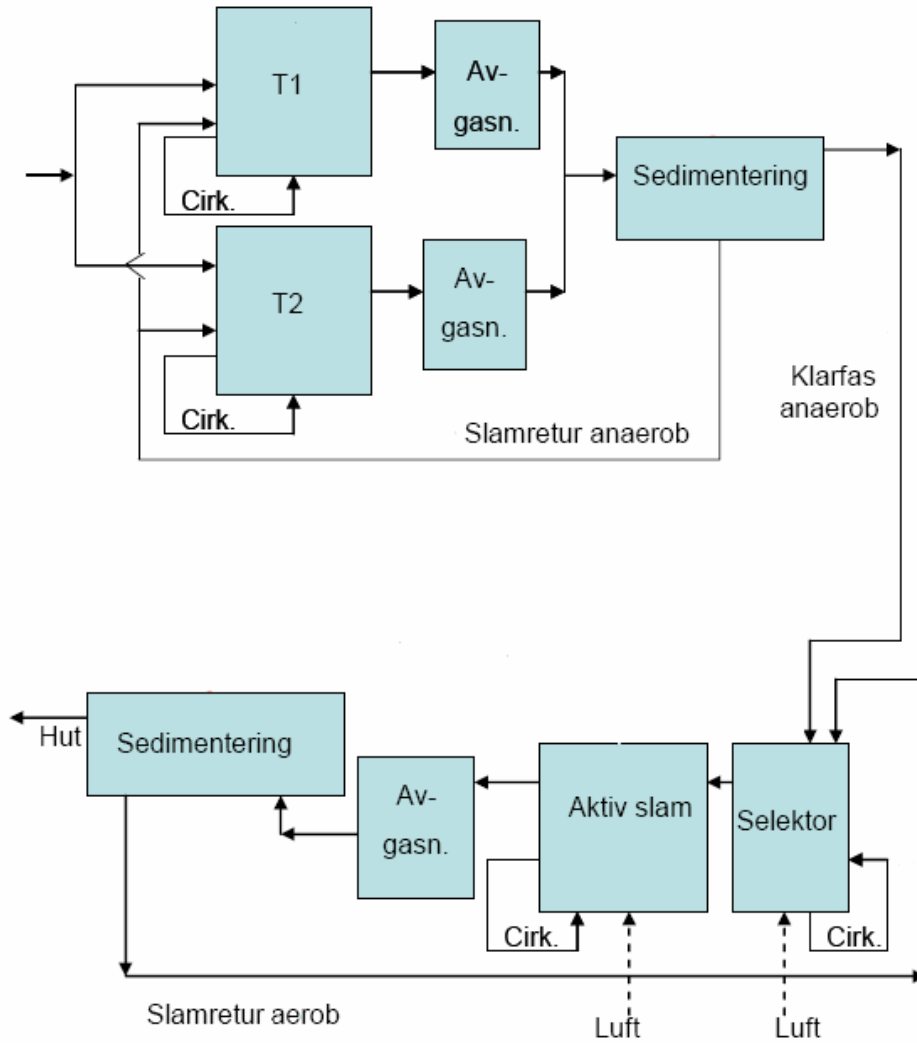 T1
Av-
gasn.
Sedimentering
Cirk.
T2
Av-
gasn.
Cirk.
Slamretur anaerob
Klarfas
anaerob
Hut
Sedimentering
Av-
gasn.
Aktiv slam
Selektor
Cirk.
Cirk.
Slamretur aerob
Luft
Luft